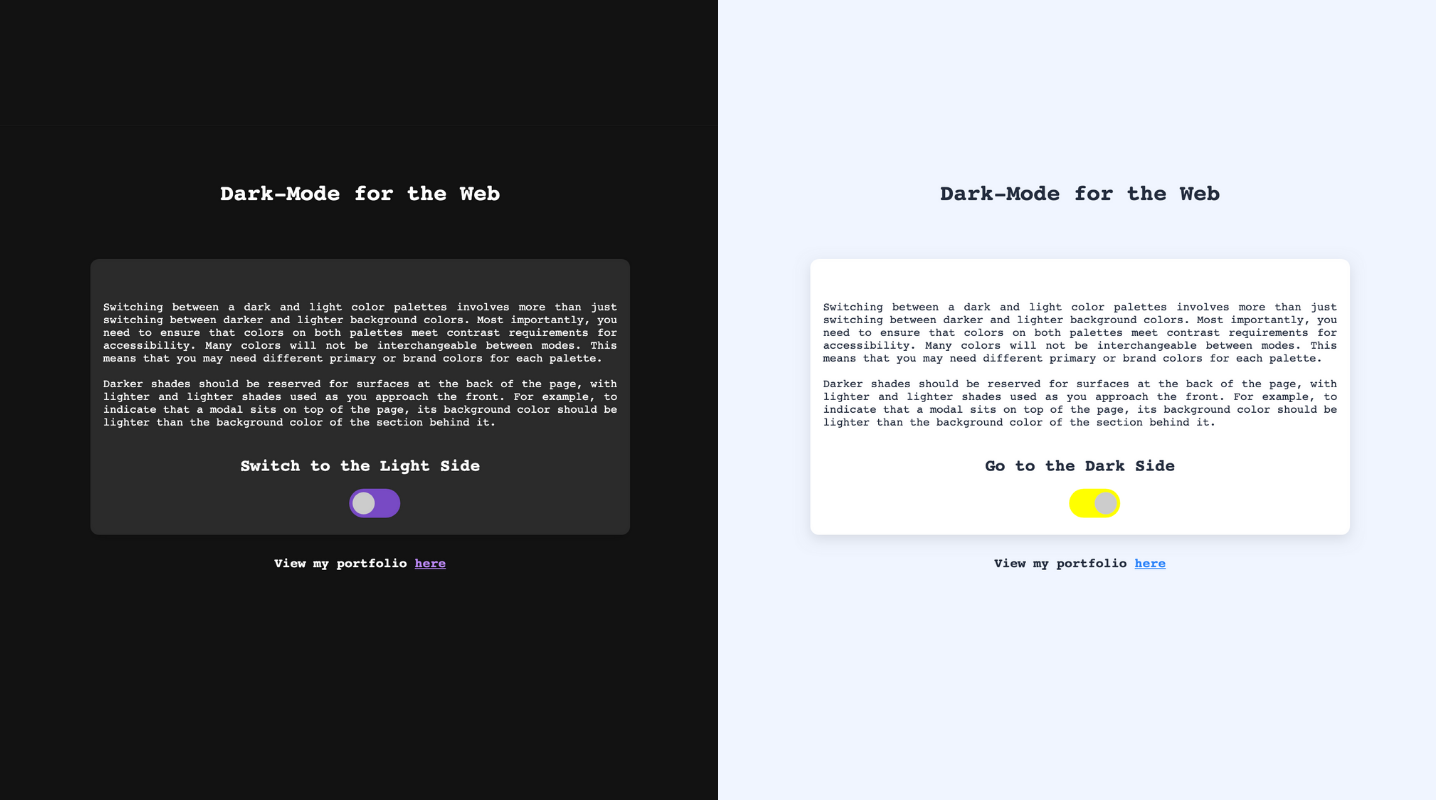 Dark-Mode for the Web
Switching between a dark and light color palettes involves more than just
switching between darker and lighter background colors. Most importantly, you
need to ensure that colors on both palettes meet contrast requirements for
accessibility. Many colors will not be interchangeable between modes. This
means that you may need different primary or brand colors for each palette.
Darker shades should be reserved for surfaces at the back of the page, with
lighter and lighter shades used as you approach the front. For example, to
indicate that a modal sits on top of the page, its background color should be
lighter than the background color of the section behind it.
Switch to the Light Side
View my portfolio here
Dark-Mode for the Web
Switching between a dark and light color palettes involves more than just
switching between darker and lighter background colors. Most importantly, you
need to ensure that colors on both palettes meet contrast requirements for
accessibility. Many colors will not be interchangeable between modes. This
means that you may need different primary or brand colors for each palette.
Darker shades should be reserved for surfaces at the back of the page, with
lighter and lighter shades used as you approach the front. For example, to
indicate that a modal sits on top of the page, its background color should be
lighter than the background color of the section behind it.
Go to the Dark Side
View my portfolio here